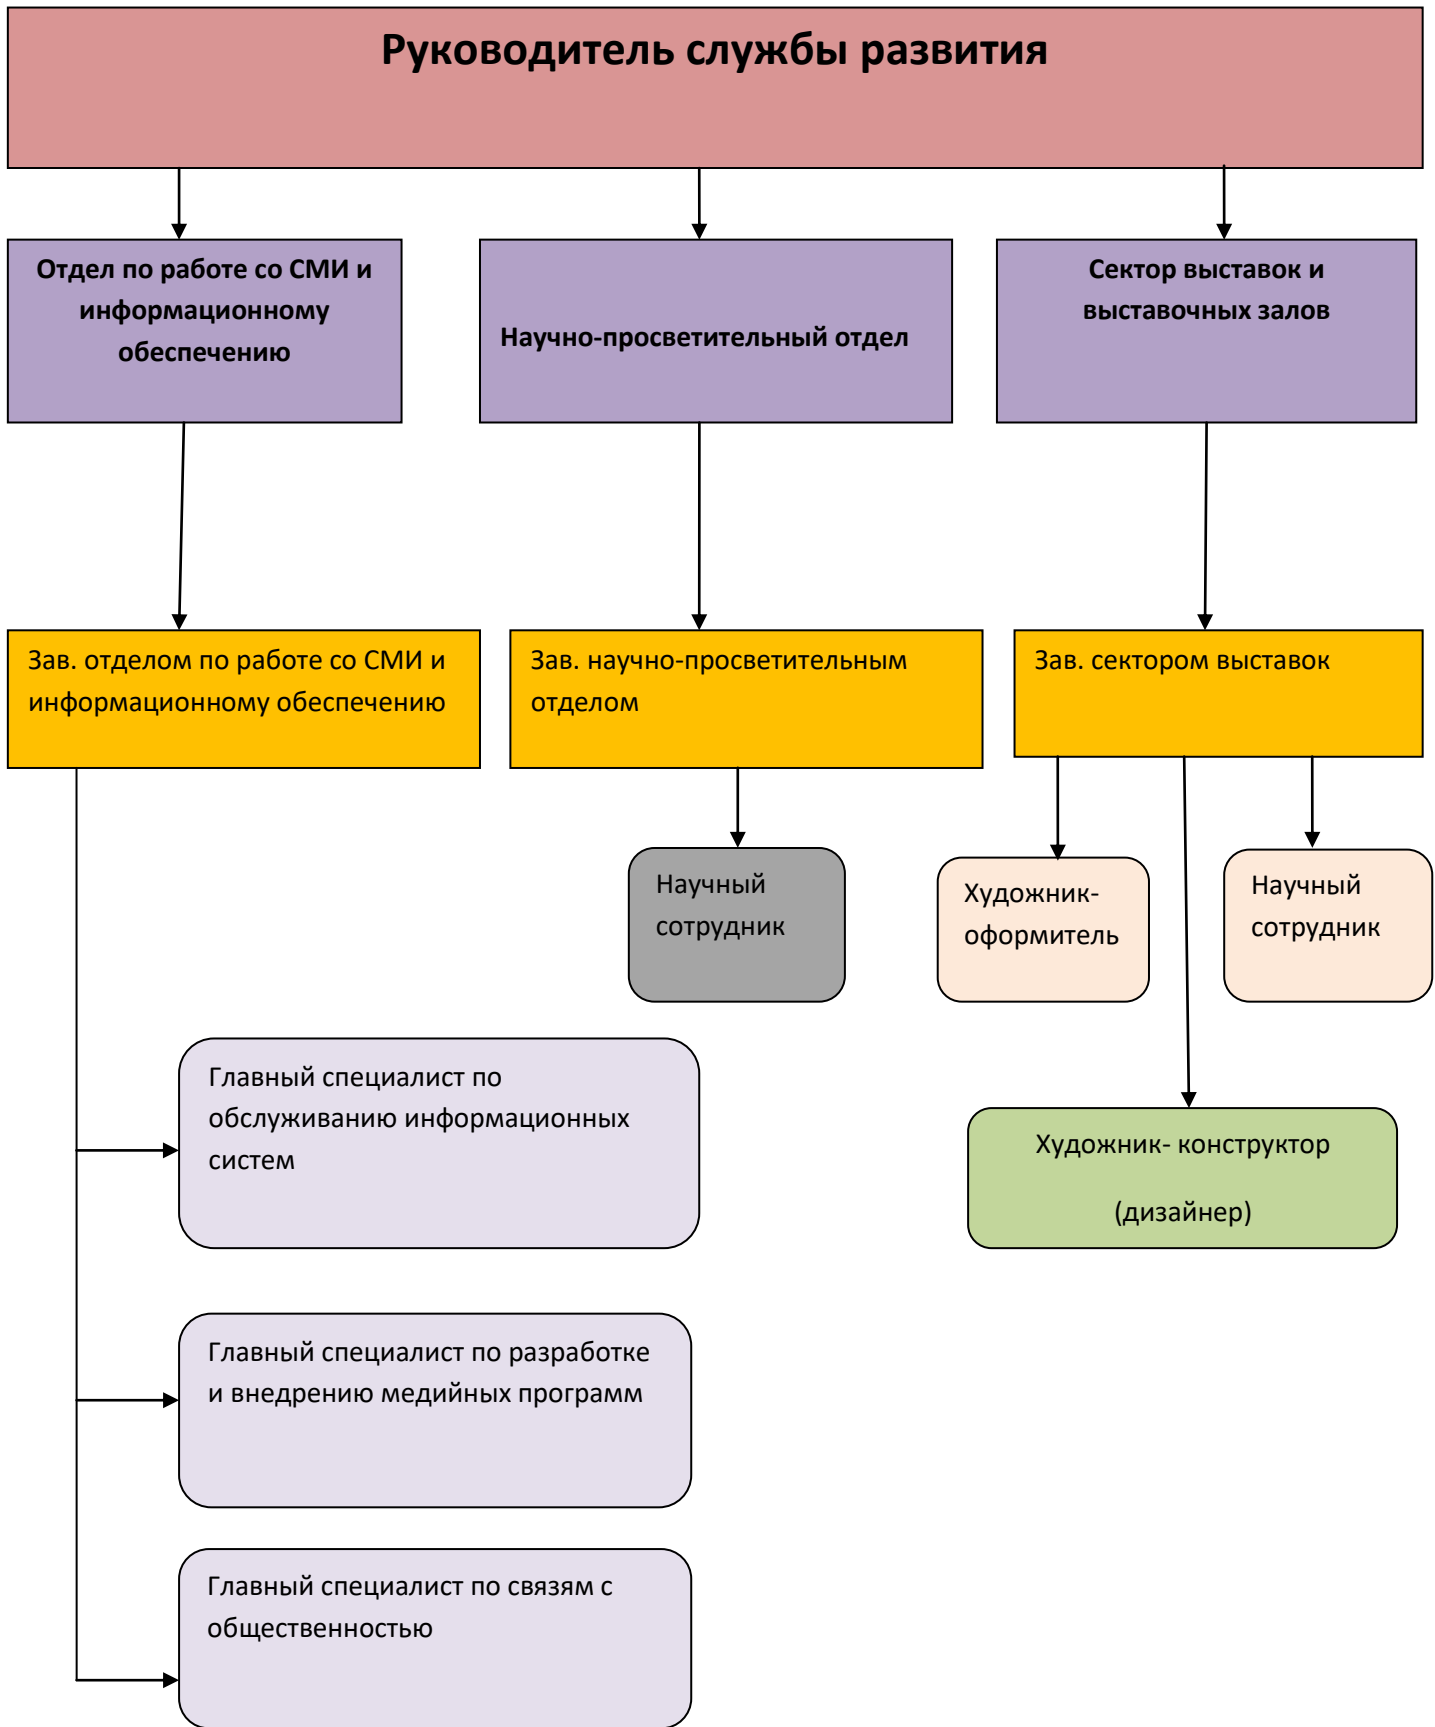 Руководитель службы развития
Отдел по работе со СМИ и
информационному
обеспечению
Научно-просветительный отдел
Сектор выставок и
выставочных залов
Зав. отделом по работе со СМИ и
информационному обеспечению
Зав. научно-просветительным
отделом
Зав. сектором выставок
Научный
сотрудник
Художник-
оформитель
Научный
сотрудник
Главный специалист по
обслуживанию информационных
систем
Художник- конструктор
(дизайнер)
Главный специалист по разработке
и внедрению медийных программ
Главный специалист по связям с
общественностью